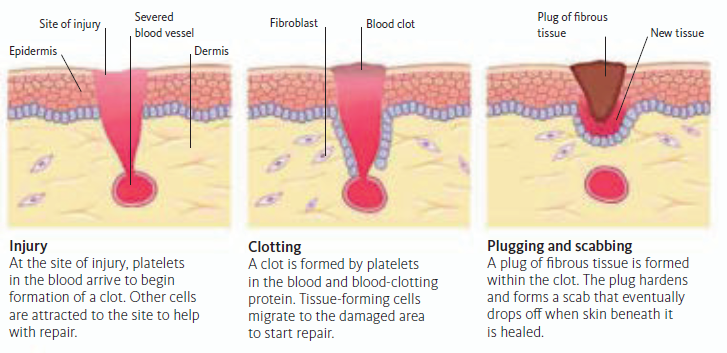 Site of injury
Severed
blood vessel
Epidermis
Dermis
Fibroblast
Blood clot
Plug of fibrous
tissue
New tissue
Injury
At the site of injury, platelets
in the blood arrive to begin
formation of a clot. Other cells
are attracted to the site to help
with repair.
Clotting
A clot is formed by platelets
in the blood and blood-clotting
protein. Tissue-forming cells
migrate to the damaged area
to start repair.
Plugging and scabbing
A plug of fibrous tissue is formed
within the clot. The plug hardens
and forms a scab that eventually
drops off when skin beneath it
is healed.